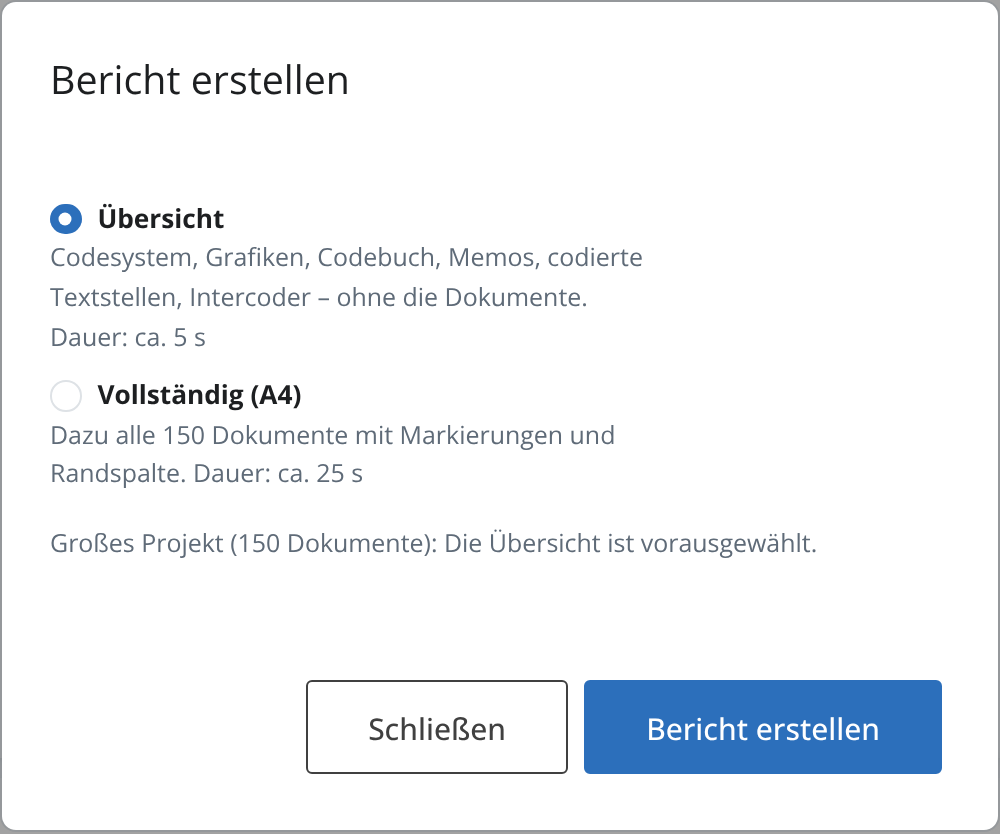 Bericht erstellen
Übersicht
Codesystem, Grafiken, Codebuch, Memos, codierte
Textstellen, Intercoder – ohne die Dokumente.
Dauer: ca. 5 s
Vollständig (A4)
Dazu alle 150 Dokumente mit Markierungen und
Randspalte. Dauer: ca. 25 s
Großes Projekt (150 Dokumente): Die Übersicht ist vorausgewählt.
Schließen
Bericht erstellen